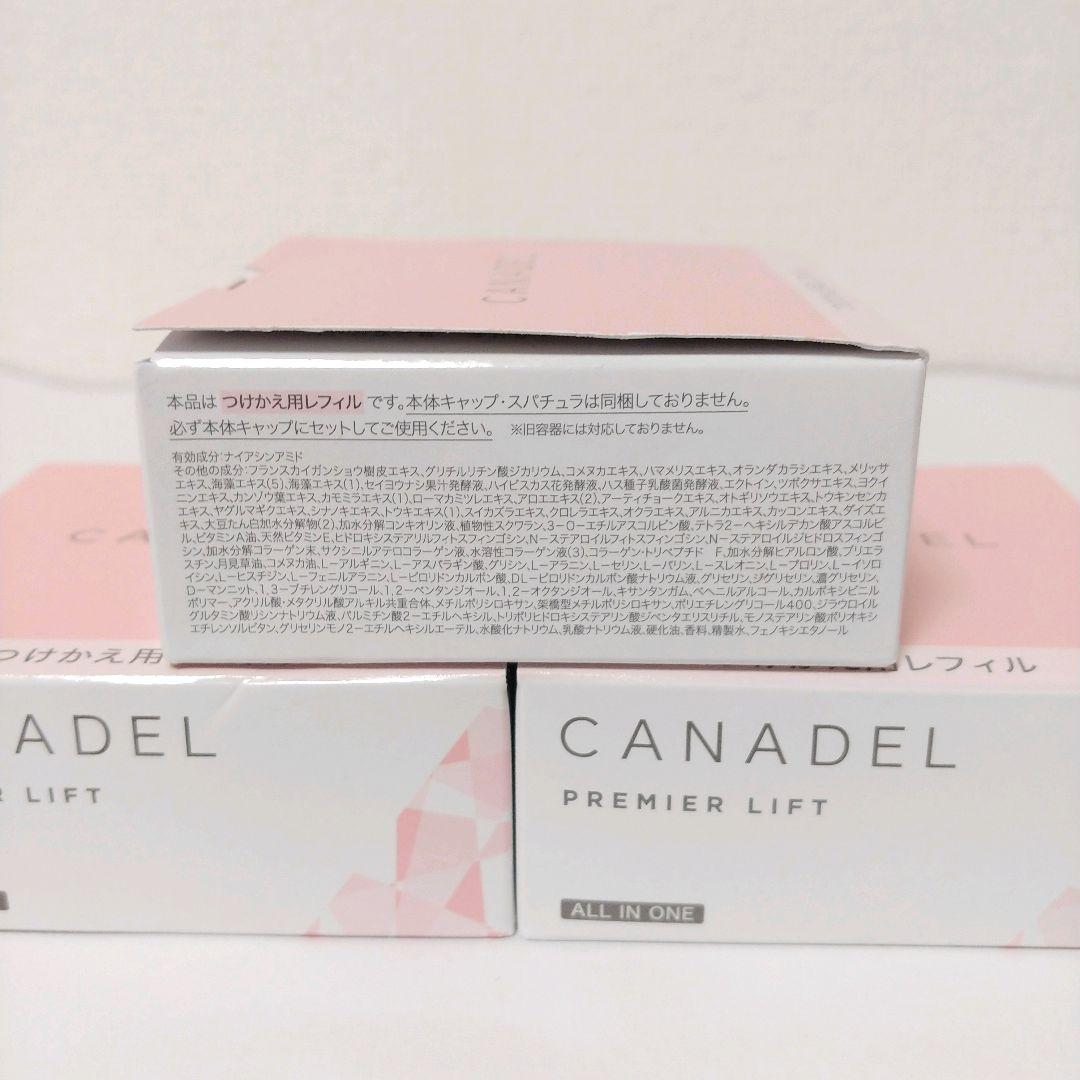 CANADEL
本品は つけかえ用レフィル です。本体キャップ・スパチュラは同梱しておりません。
必ず本体キャップにセットしてご使用ください。 ※旧容器には対応しておりません。
有効成分:ナイアシンアミド
その他の成分:フランスカイガンショウ樹皮エキス、グリチルリチン酸ジカリウム、コメヌカエキス、ハマメリスエキス、オランダカラシエキス、メリッサ
エキス、海藻エキス(5)、海藻エキス(1)、セイヨウナシ果汁発酵液、ハイビスカス花発酵液、ハス種子乳酸菌発酵液、エクトイン、ツボクサエキス、ヨクイ
ニンエキス、カンゾウ葉エキス、カモミラエキス(1)、ローマカミツレエキス、アロエエキス(2)、アーティチョークエキス、オトギリソウエキス、トウキンセンカ
エキス、ヤグルマギクエキス、シナノキエキス、トウキエキス(1)、スイカズラエキス、クロレラエキス、オクラエキス、アルニカエキス、カッコンエキス、ダイズエ
キス、大豆たん白加水分解物(2)、加水分解コンキオリン液、植物性スクワラン、3-O-エチルアスコルビン酸、テトラ2-ヘキシルデカン酸アスコルビ
ル、ビタミンA油、天然ビタミンE、ヒドロキシステアリルフィトスフィンゴシン、N-ステアロイルフィトスフィンゴシン、N-ステアロイルジヒドロスフィンゴ
シン、加水分解コラーゲン末、サクシニルアテロコラーゲン液、水溶性コラーゲン液(3)、コラーゲン・トリペプチド F、加水分解ヒアルロン酸、ブリエラ
スチン、月見草油、コメヌカ油、L-アルギニン、L-アスパラギン酸、グリシン、L-アラニン、L-セリン、L-バリン、L-スレオニン、L-プロリン、L-イソロ
イシン、L-ヒスチジン、L-フェニルアラニン、L-ピロリドンカルボン酸、DL-ピロリドンカルボン酸ナトリウム液、グリセリン、ジグリセリン、濃グリセリン、
D-マンニット、1,3-ブチレングリコール、1,2-ペンタンジオール、1,2-オクタンジオール、キサンタンガム、ベヘニルアルコール、カルボキシビニル
ポリマー、アクリル酸・メタクリル酸アルキル共重合体、メチルポリシロキサン、架橋型メチルポリシロキサン、ポリエチレングリコール400、ジラウロイル
グルタミン酸リシンナトリウム液、パルミチン酸2-エチルヘキシル、トリポリヒドロキシステアリン酸ジペンタエリスリチル、モノステアリン酸ポリオキシ
エチレンソルビタン、グリセリンモノ2-エチルヘキシルエーテル、水酸化ナトリウム、乳酸ナトリウム液、硬化油、香料、精製水、フェノキシエタノール
つけかえ用
レフィル
ADEL
LIFT
CANADEL
PREMIER LIFT
ALL IN ONE